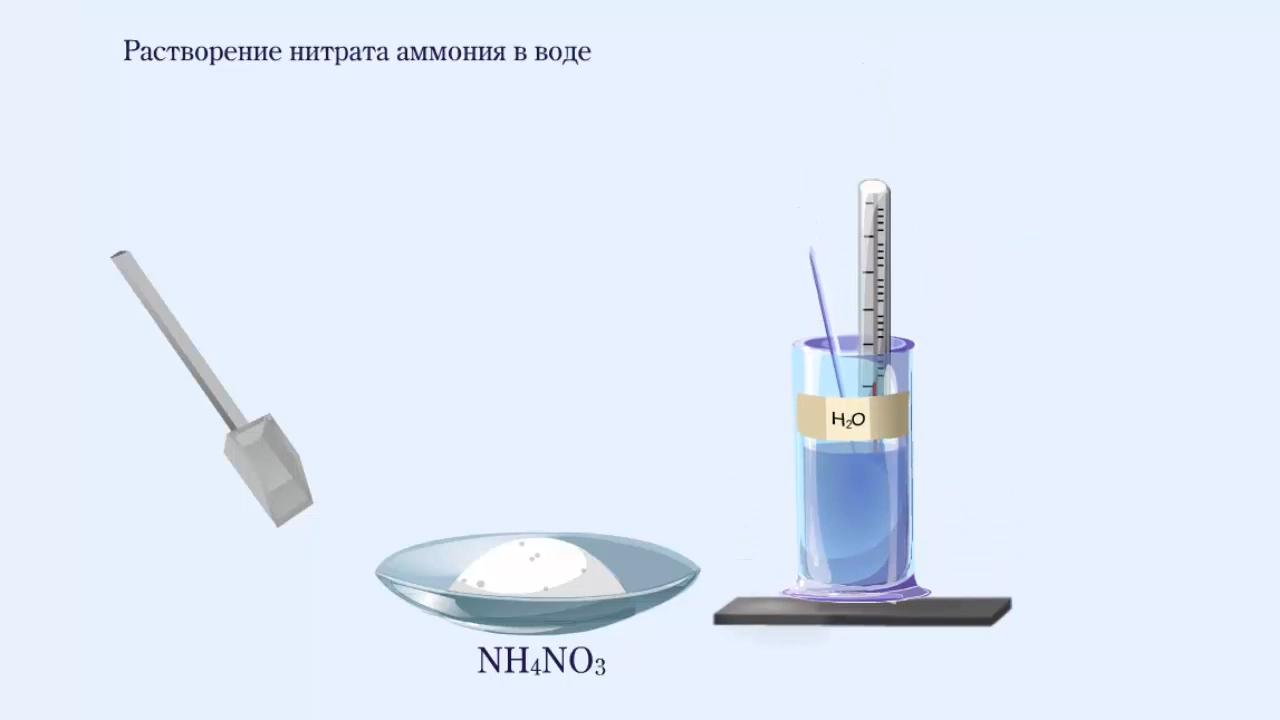 Растворение нитрата аммония в воде
H₂O
NH₄NO₃